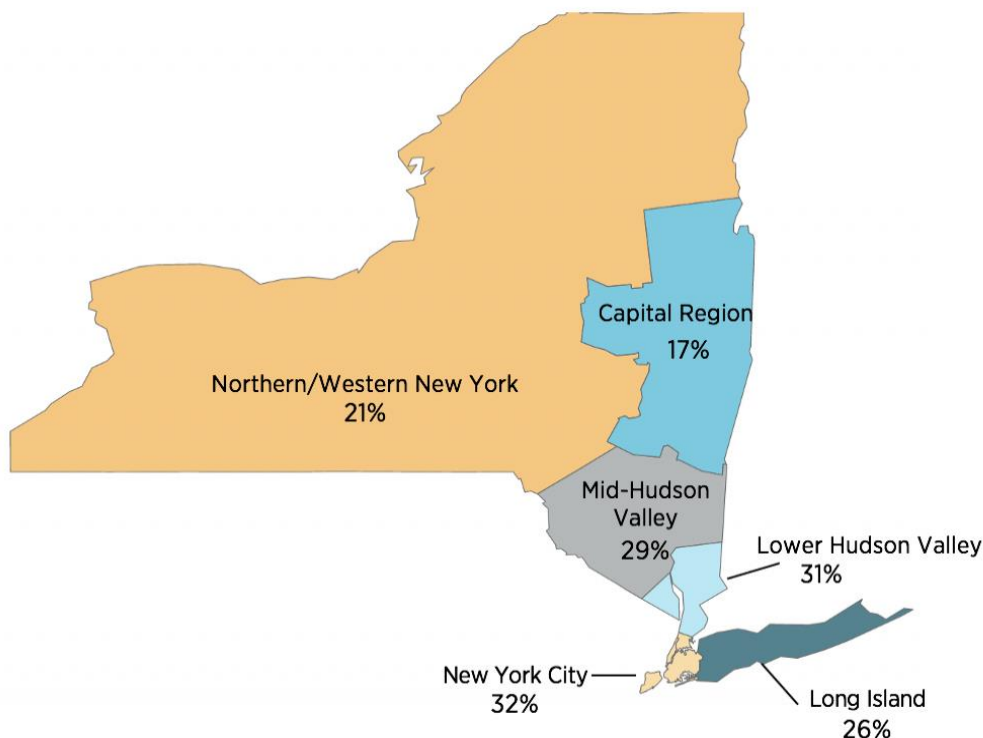 Capital Region
17%
Northern/Western New York
21%
Mid-Hudson
Valley
29%
Lower Hudson Valley
31%
New York City
32%
Long Island
26%